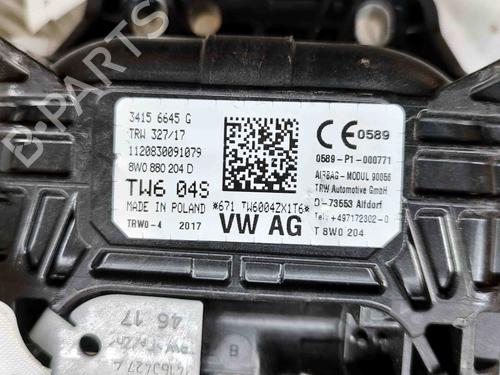 3415 6645 G
TRW 327/17
1120830091079
8W0 880 204 D
TW6 04S
MADE IN POLAND *671 TW6004ZX1T6*
TRW0-4 2017 VW AG
CE 0589
0589-P1-000771
AIRBAG-MODUL 90056
TRW Automotive GmbH
D-73553 Alfdorf
Tel. +497172302-0
T 8W0 204
46 17
B
B-PARTS